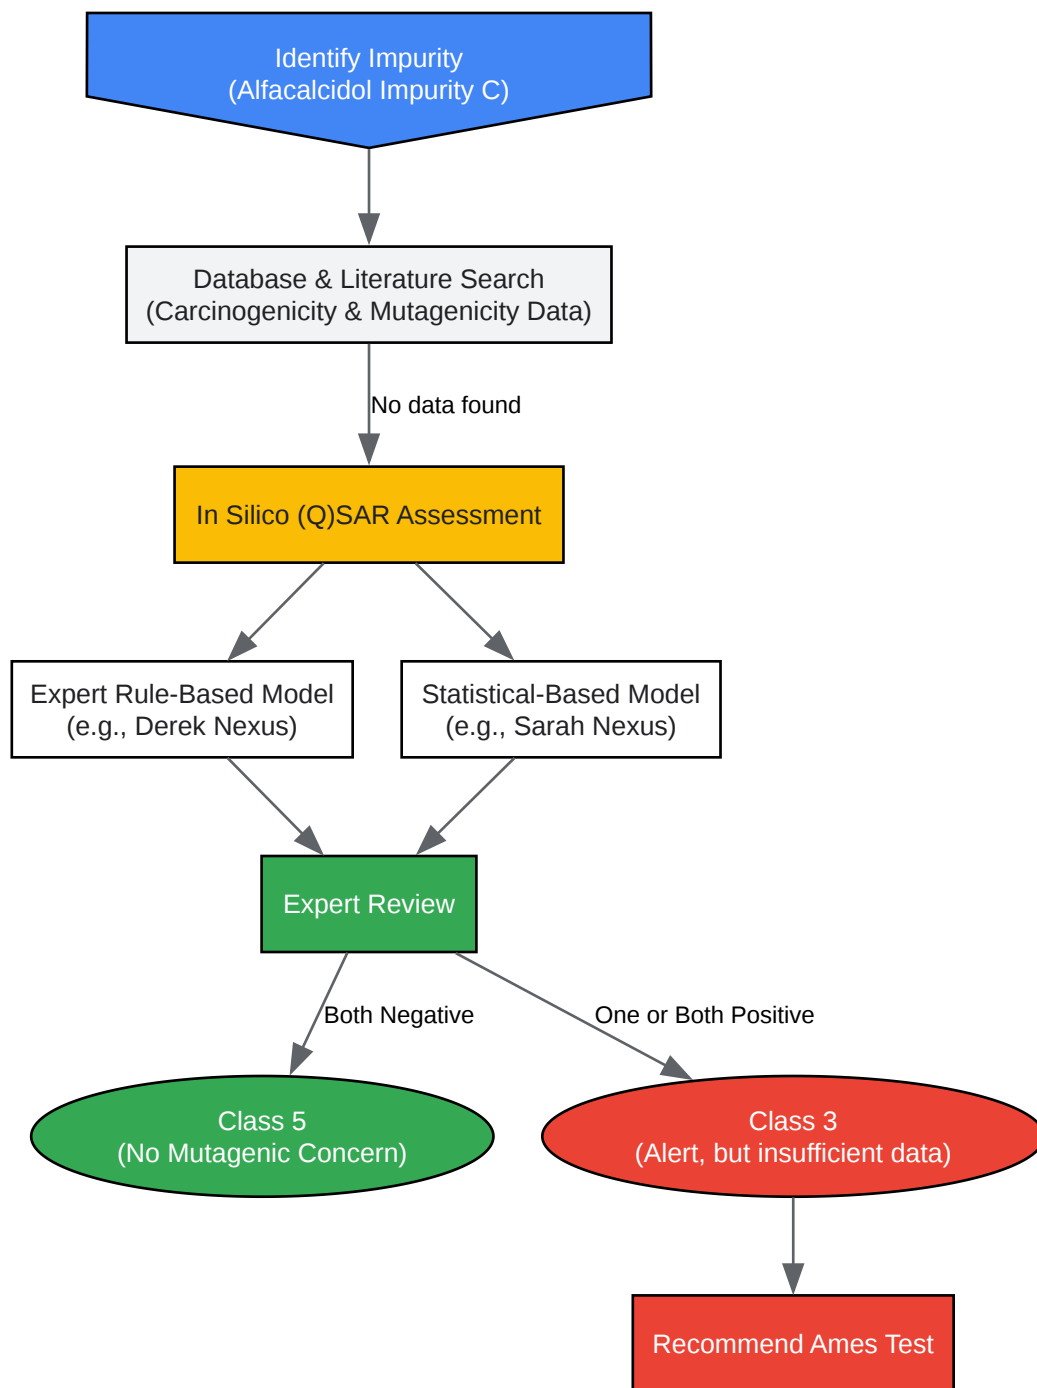 Identify Impurity
(Alfacalcidol Impurity C)
Database & Literature Search
(Carcinogenicity & Mutagenicity Data)
No data found
In Silico (Q)SAR Assessment
Expert Rule-Based Model
(e.g., Derek Nexus)
Statistical-Based Model
(e.g., Sarah Nexus)
Expert Review
Both Negative
One or Both Positive
Class 5
(No Mutagenic Concern)
Class 3
(Alert, but insufficient data)
Recommend Ames Test